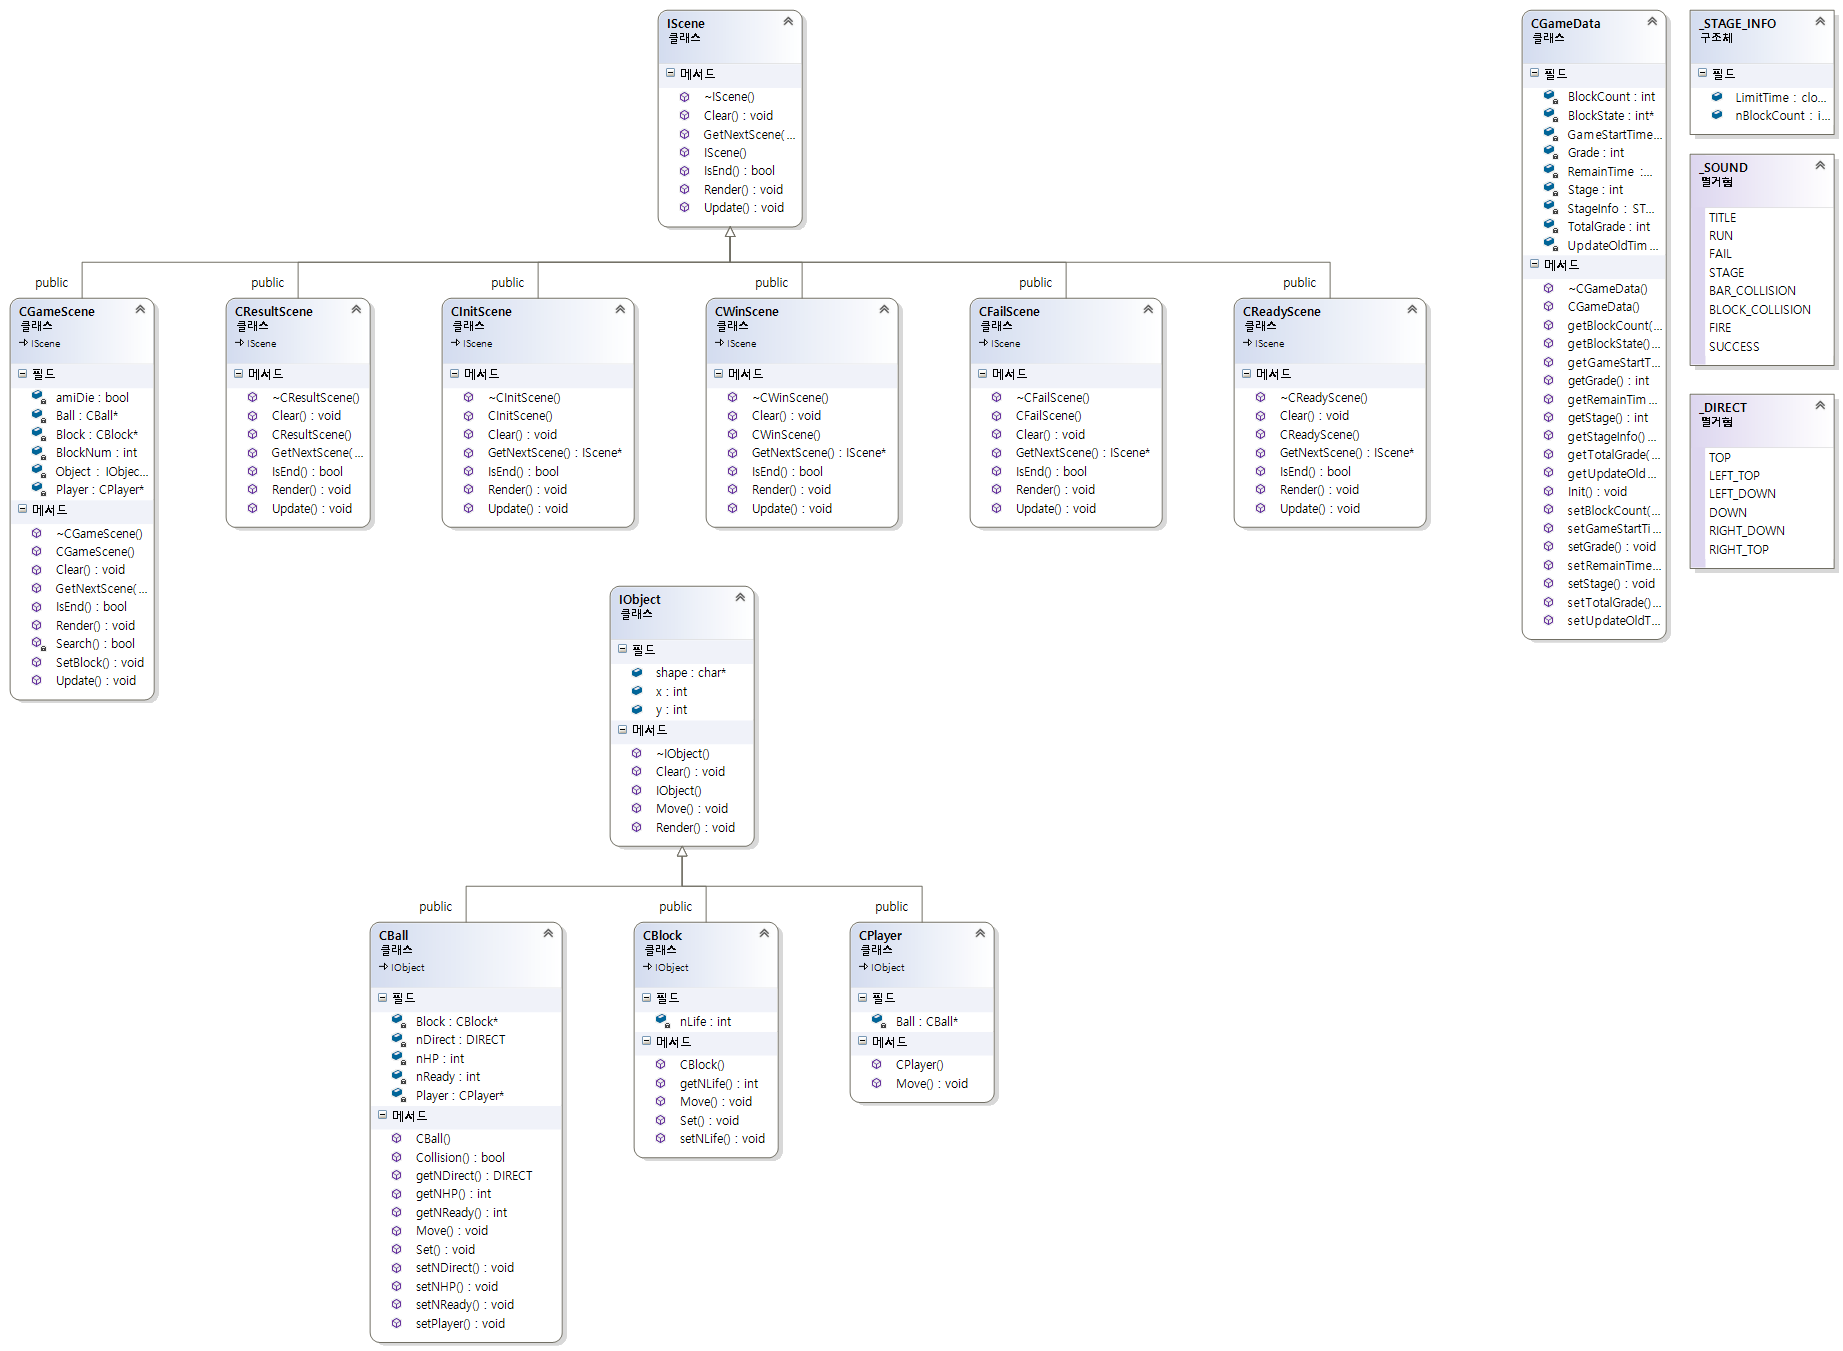 IScene
클래스
메서드
~IScene()
Clear() : void
GetNextScene(...
IScene()
IsEnd() : bool
Render() : void
Update() : void
CGameData
클래스
필드
BlockCount : int
BlockState : int*
GameStartTime...
Grade : int
RemainTime :...
Stage : int
StageInfo : ST...
TotalGrade : int
UpdateOldTim...
메서드
~CGameData()
CGameData()
getBlockCount(...
getBlockState()...
getGameStartT...
getGrade() : int
getRemainTim...
getStage() : int
getStageInfo()...
getTotalGrade(...
getUpdateOld...
Init() : void
setBlockCount(...
setGameStartTi...
setGrade() : void
setRemainTime...
setStage() : void
setTotalGrade()...
setUpdateOldT...
_STAGE_INFO
구조체
필드
LimitTime : clo...
nBlockCount : i...
_SOUND
열거형
TITLE
RUN
FAIL
STAGE
BAR_COLLISION
BLOCK_COLLISION
FIRE
SUCCESS
_DIRECT
열거형
TOP
LEFT_TOP
LEFT_DOWN
DOWN
RIGHT_DOWN
RIGHT_TOP
public
CGameScene
클래스
IScene
필드
amiDie : bool
Ball : CBall*
Block : CBlock*
BlockNum : int
Object : IObjec...
Player : CPlayer*
메서드
~CGameScene()
CGameScene()
Clear() : void
GetNextScene(...
IsEnd() : bool
Render() : void
Search() : bool
SetBlock() : void
Update() : void
public
CResultScene
클래스
IScene
메서드
~CResultScene()
Clear() : void
CResultScene()
GetNextScene(...
IsEnd() : bool
Render() : void
Update() : void
public
CInitScene
클래스
IScene
메서드
~CInitScene()
CInitScene()
Clear() : void
GetNextScene() : IScene*
IsEnd() : bool
Render() : void
Update() : void
public
CWinScene
클래스
IScene
메서드
~CWinScene()
Clear() : void
CWinScene()
GetNextScene() : IScene*
IsEnd() : bool
Render() : void
Update() : void
public
CFailScene
클래스
IScene
메서드
~CFailScene()
CFailScene()
Clear() : void
GetNextScene() : IScene*
IsEnd() : bool
Render() : void
Update() : void
public
CReadyScene
클래스
IScene
메서드
~CReadyScene()
Clear() : void
CReadyScene()
GetNextScene() : IScene*
IsEnd() : bool
Render() : void
Update() : void
IObject
클래스
필드
shape : char*
x : int
y : int
메서드
~IObject()
Clear() : void
IObject()
Move() : void
Render() : void
public
CBall
클래스
IObject
필드
Block : CBlock*
nDirect : DIRECT
nHP : int
nReady : int
Player : CPlayer*
메서드
CBall()
Collision() : bool
getNDirect() : DIRECT
getNHP() : int
getNReady() : int
Move() : void
Set() : void
setNDirect() : void
setNHP() : void
setNReady() : void
setPlayer() : void
public
CBlock
클래스
IObject
필드
nLife : int
메서드
CBlock()
getNLife() : int
Move() : void
Set() : void
setNLife() : void
public
CPlayer
클래스
IObject
필드
Ball : CBall*
메서드
CPlayer()
Move() : void